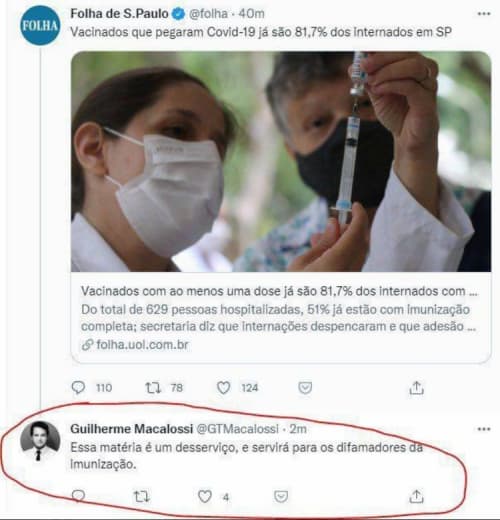 FOLHA
Folha de S.Paulo @folha · 40m
Vacinados que pegaram Covid-19 já são 81,7% dos internados em SP
Vacinados com ao menos uma dose já são 81,7% dos internados com ...
Do total de 629 pessoas hospitalizadas, 51% já estão com imunização
completa; secretaria diz que internações despencaram e que adesão ...
folha.uol.com.br
110 78 124
Guilherme Macalossi @GTMacalossi · 2m
Essa matéria é um desserviço, e servirá para os difamadores da
imunização.
4